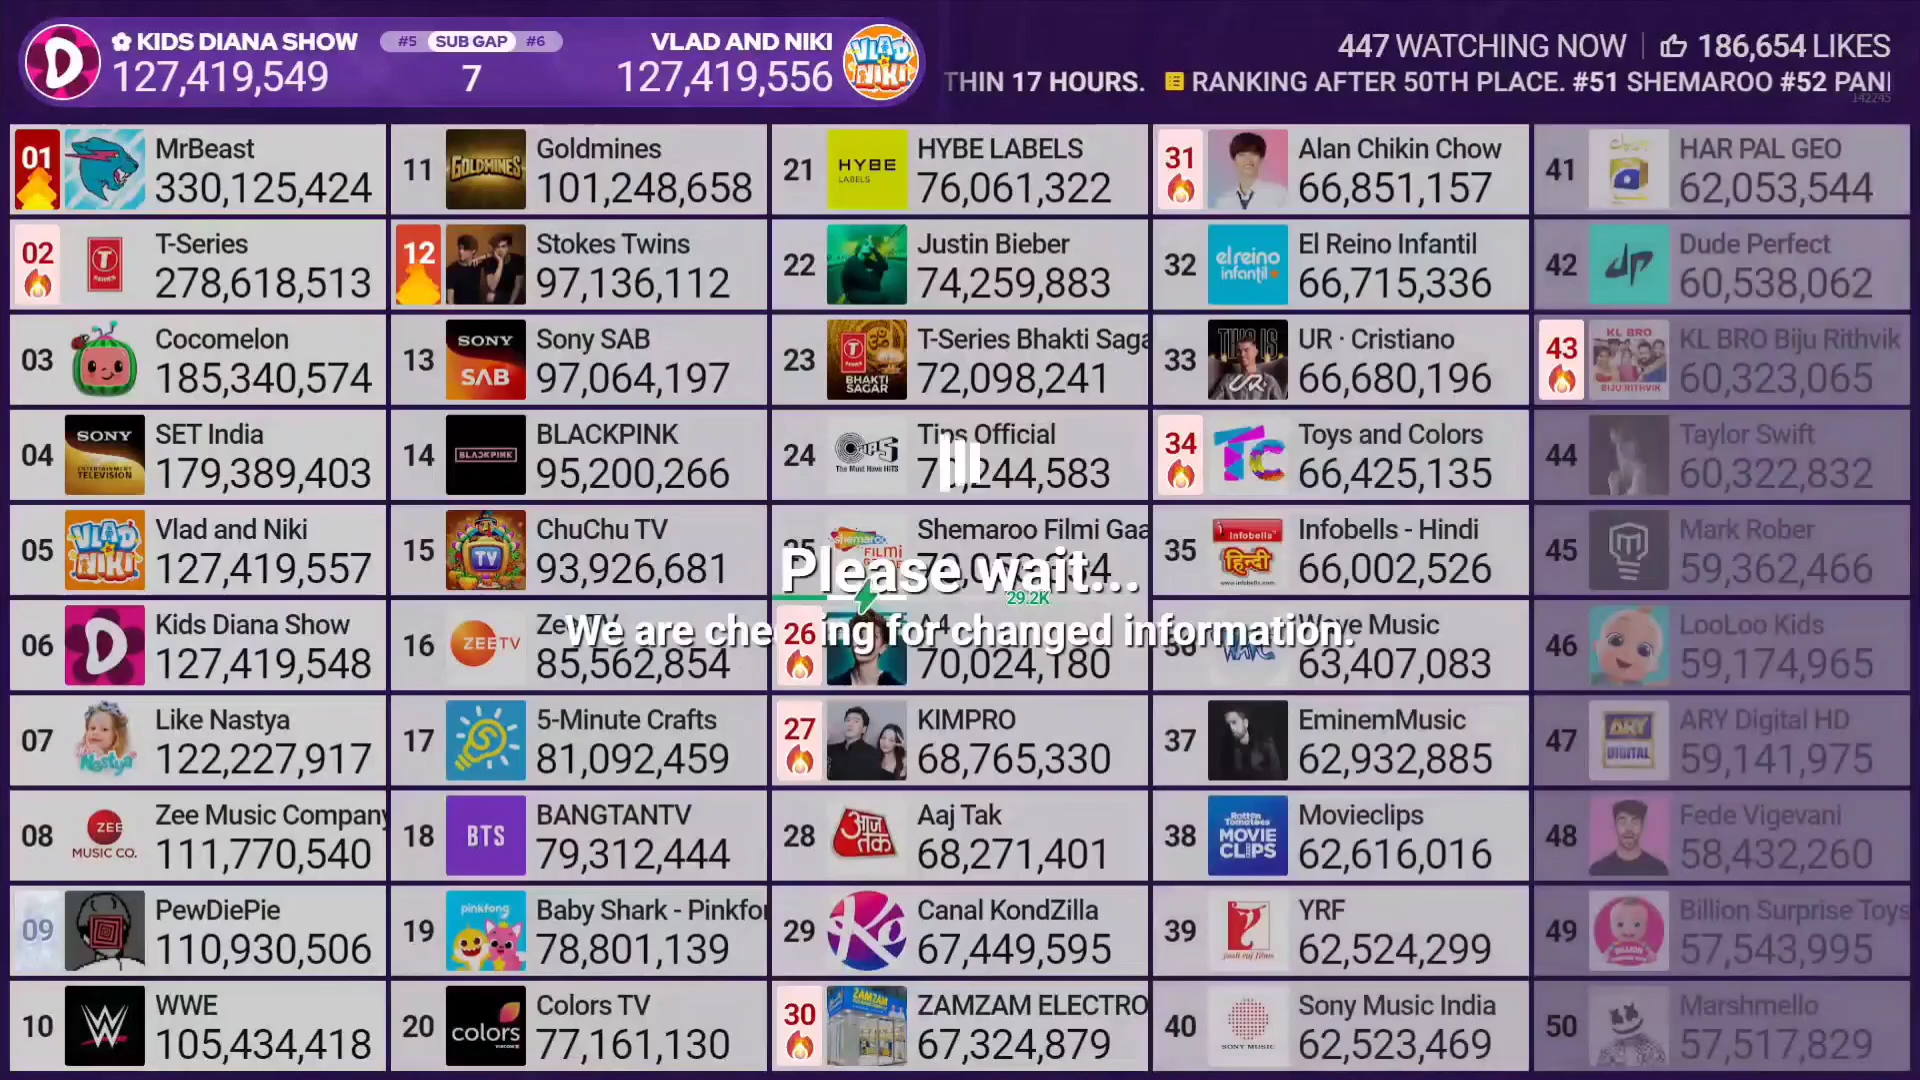 ✿ KIDS DIANA SHOW
127,419,549
#5 SUB GAP #6
7
VLAD AND NIKI
127,419,556
447 WATCHING NOW
186,654 LIKES
THIN 17 HOURS. RANKING AFTER 50TH PLACE. #51 SHEMAROO #52 PANI
142245
01 MrBeast
330,125,424
02 T-Series
278,618,513
03 Cocomelon
185,340,574
04 SET India
179,389,403
05 Vlad and Niki
127,419,557
06 Kids Diana Show
127,419,548
07 Like Nastya
122,227,917
08 Zee Music Company
111,770,540
09 PewDiePie
110,930,506
10 WWE
105,434,418
11 Goldmines
101,248,658
12 Stokes Twins
97,136,112
13 Sony SAB
97,064,197
14 BLACKPINK
95,200,266
15 ChuChu TV
93,926,681
16 Zee TV
85,562,854
17 5-Minute Crafts
81,092,459
18 BANGTANTV
79,312,444
19 Baby Shark - Pinkfo
78,801,139
20 Colors TV
77,161,130
21 HYBE LABELS
76,061,322
22 Justin Bieber
74,259,883
23 T-Series Bhakti Saga
72,098,241
24 Tips Official
244,583
25 Shemaroo Filmi Gaa
Please wait...
29.2K
We are checking for changed information.
26 A4
70,024,180
27 KIMPRO
68,765,330
28 Aaj Tak
68,271,401
29 Canal KondZilla
67,449,595
30 ZAMZAM ELECTRO
67,324,879
31 Alan Chikin Chow
66,851,157
32 El Reino Infantil
66,715,336
33 UR · Cristiano
66,680,196
34 Toys and Colors
66,425,135
35 Infobells - Hindi
66,002,526
36 Wave Music
63,407,083
37 EminemMusic
62,932,885
38 Movieclips
62,616,016
39 YRF
62,524,299
40 Sony Music India
62,523,469
41 HAR PAL GEO
62,053,544
42 Dude Perfect
60,538,062
43 KL BRO Biju Rithvik
60,323,065
44 Taylor Swift
60,322,832
45 Mark Rober
59,362,466
46 LooLoo Kids
59,174,965
47 ARY Digital HD
59,141,975
48 Fede Vigevani
58,432,260
49 Billion Surprise Toys
57,543,995
50 Marshmello
57,517,829